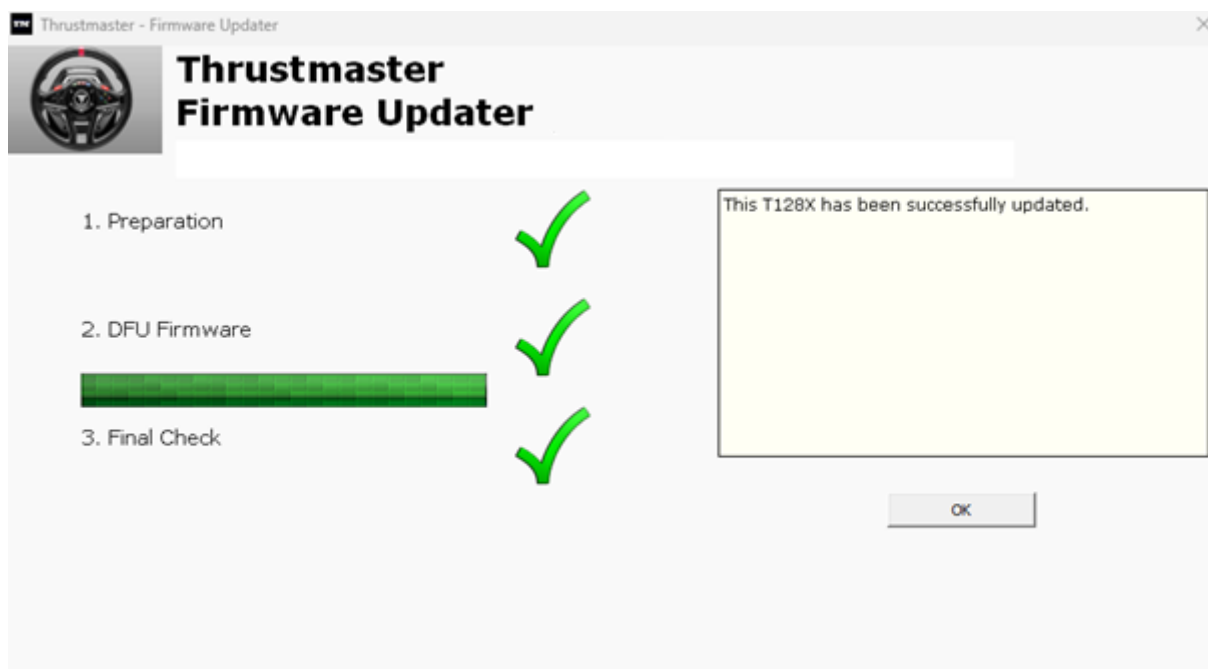 Thrustmaster - Firmware Updater
Thrustmaster
Firmware Updater
1. Preparation
This T128X has been successfully updated.
2. DFU Firmware
3. Final Check
OK